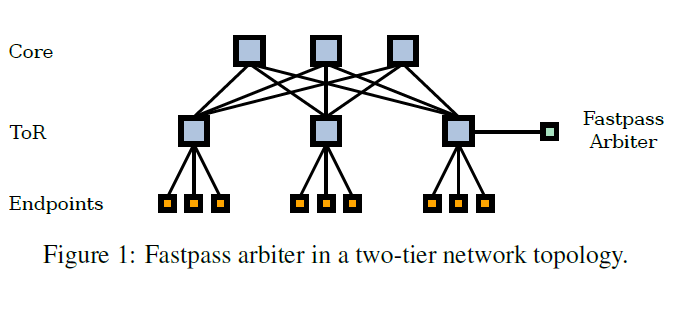 Core
ToR
Fastpass
Arbiter
Endpoints
Figure 1: Fastpass arbiter in a two-tier network topology.